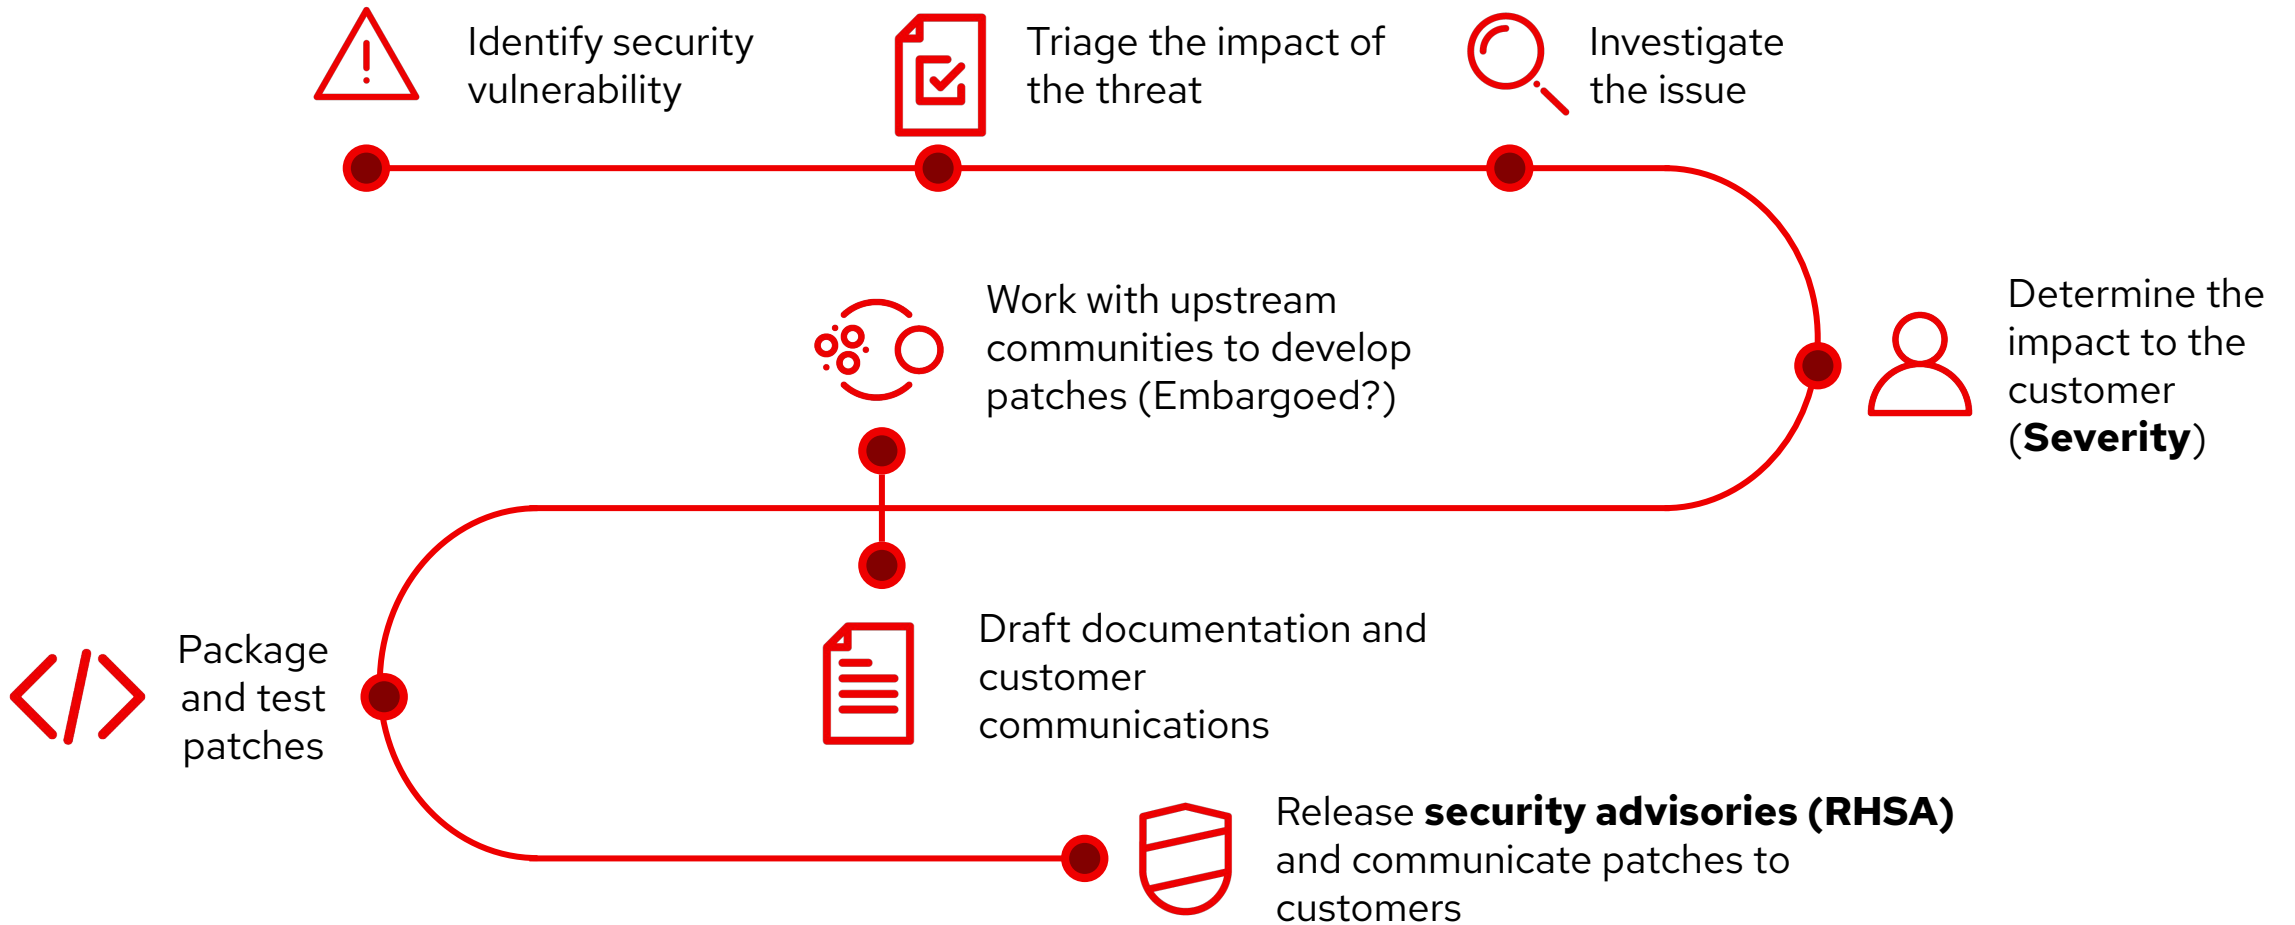 Identify security
vulnerability
Triage the impact of
the threat
Investigate
the issue
Determine the
impact to the
customer
(Severity)
Work with upstream
communities to develop
patches (Embargoed?)
Draft documentation and
customer
communications
Package
and test
patches
Release security advisories (RHSA)
and communicate patches to
customers